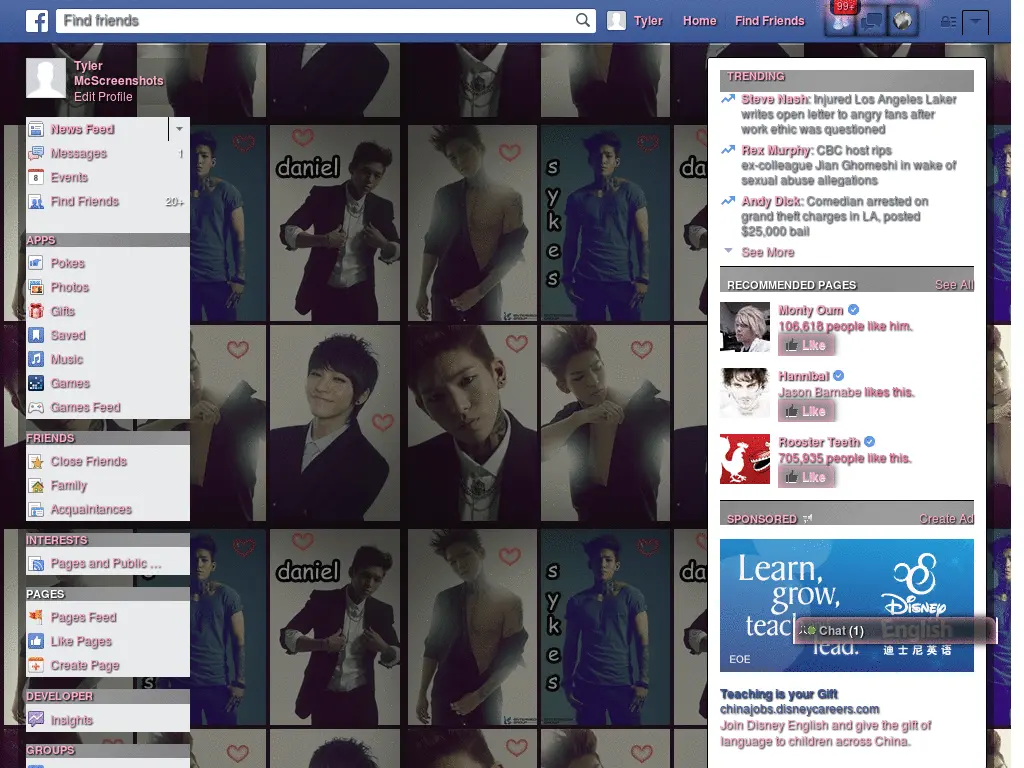 Find friends
Tyler
Home
Find Friends
99+
Tyler
McScreenshots
Edit Profile
News Feed
Messages
1
8
Events
Find Friends
20+
APPS
Pokes
Photos
Gifts
Saved
Music
Games
Games Feed
FRIENDS
Close Friends
Family
Acquaintances
INTERESTS
Pages and Public ...
PAGES
Pages Feed
Like Pages
Create Page
DEVELOPER
Insights
GROUPS
daniel
sykes
da
daniel
sykes
da
s
TRENDING
Steve Nash: Injured Los Angeles Laker
writes open letter to angry fans after
work ethic was questioned
Rex Murphy: CBC host rips
ex-colleague Jian Ghomeshi in wake of
sexual abuse allegations
Andy Dick: Comedian arrested on
grand theft charges in LA, posted
$25,000 bail
See More
RECOMMENDED PAGES
See All
Monty Oum
106,618 people like him.
Like
Hannibal
Jason Barnabe likes this.
Like
Rooster Teeth
705,935 people like this.
Like
SPONSORED
Create Ad
Learn,
grow,
teach
lead.
Disney
English
迪士尼英语
EOE
Chat (1)
Teaching is your Gift
chinajobs.disneycareers.com
Join Disney English and give the gift of
language to children across China.